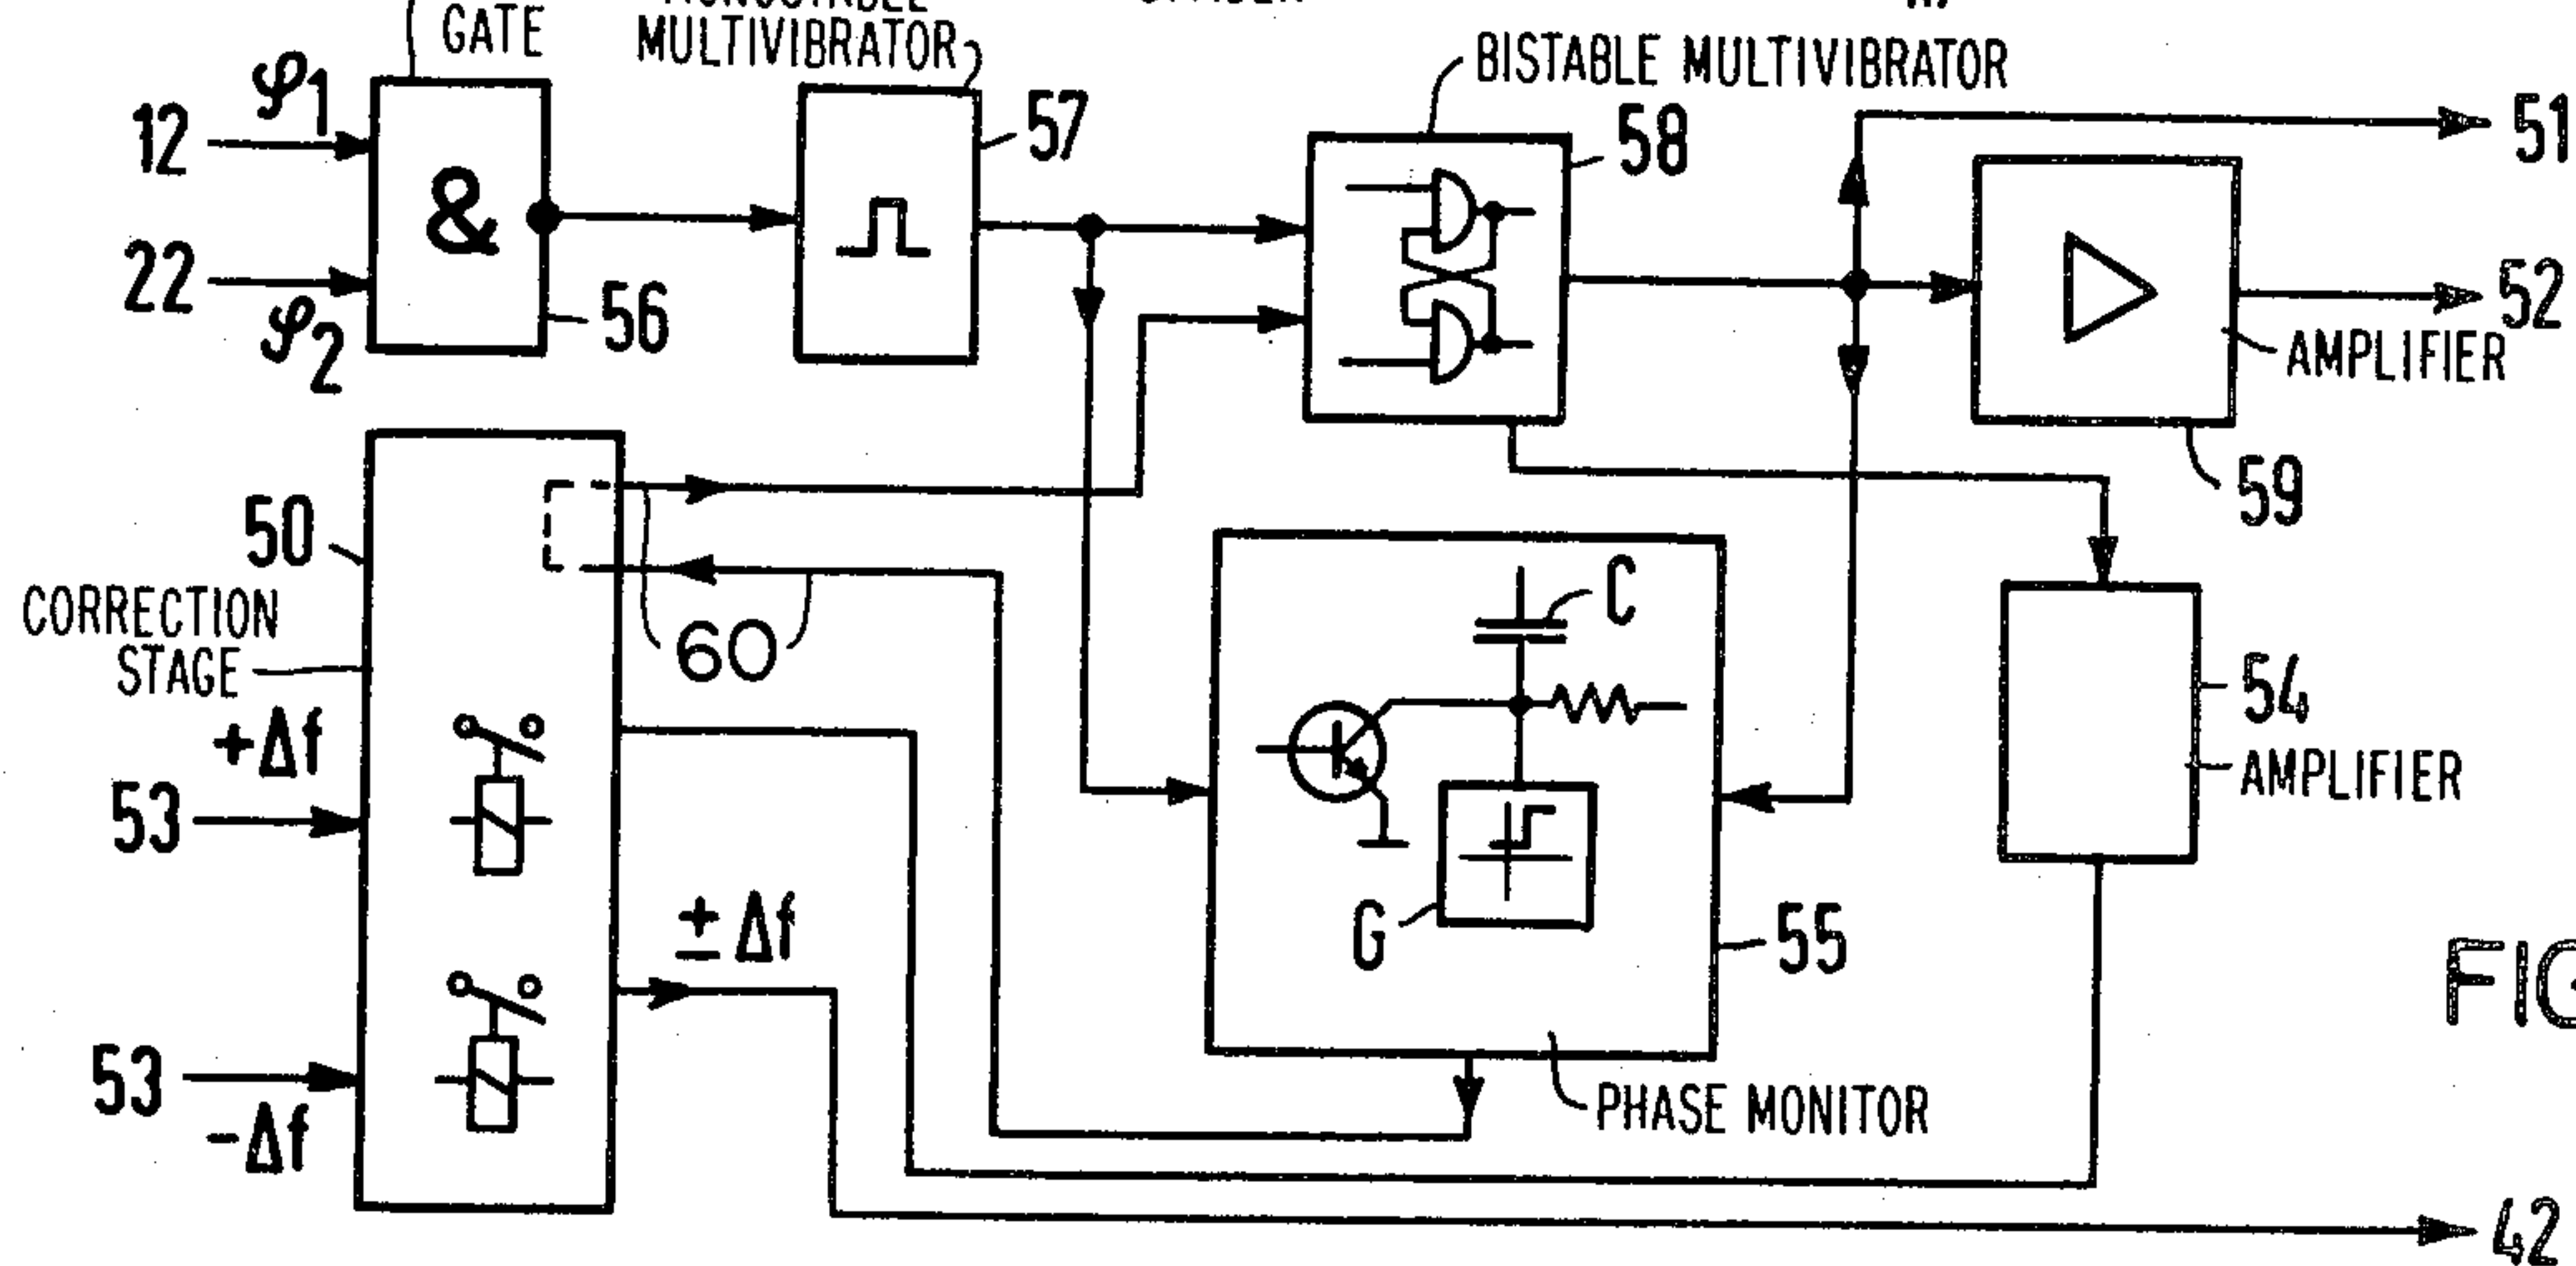 GATE
MULTIVIBRATOR
BISTABLE MULTIVIBRATOR
φ1
12
57
58
51
&
22
φ2
56
52
AMPLIFIER
59
50
CORRECTION
STAGE
60
C
54
AMPLIFIER
+Δf
53
± Δf
G
55
53
-Δf
PHASE MONITOR
42